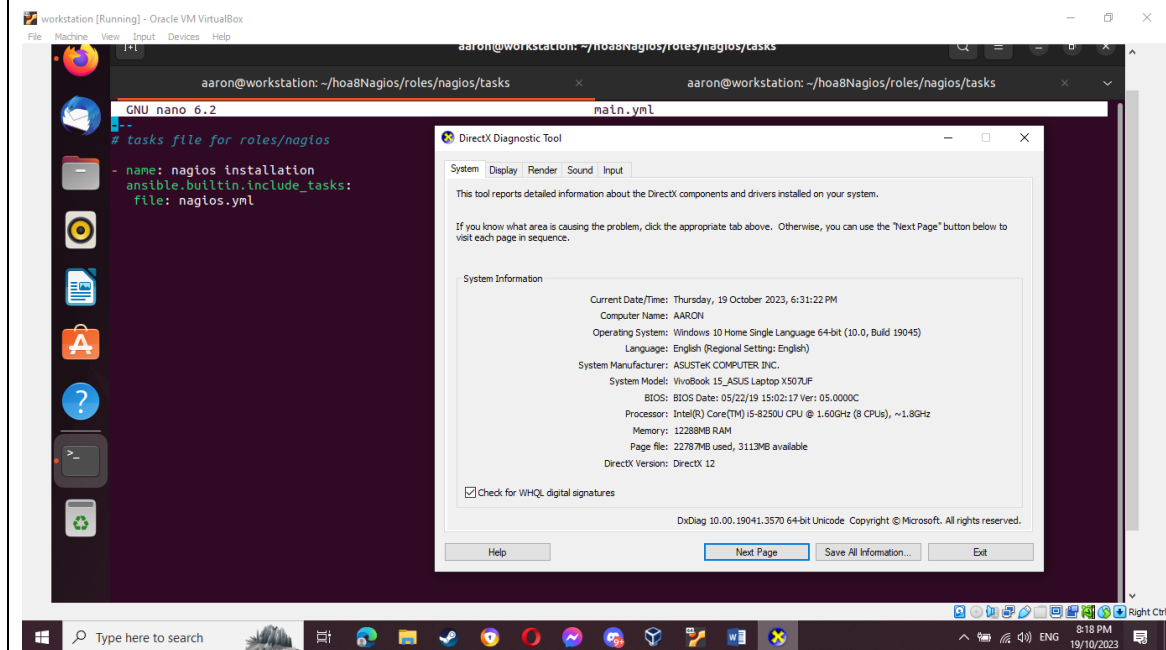 workstation [Running] - Oracle VM VirtualBox
File Machine View Input Devices Help
aaron@workstation: ~/hoa8Nagios/roles/nagios/tasks
aaron@workstation: ~/hoa8Nagios/roles/nagios/tasks
aaron@workstation: ~/hoa8Nagios/roles/nagios/tasks
GNU nano 6.2 main.yml
---
# tasks file for roles/nagios
- name: nagios installation
ansible.builtin.include_tasks:
file: nagios.yml
DirectX Diagnostic Tool
System Display Render Sound Input
This tool reports detailed information about the DirectX components and drivers installed on your system.
If you know what area is causing the problem, click the appropriate tab above. Otherwise, you can use the "Next Page" button below to
visit each page in sequence.
System Information
Current Date/Time: Thursday, 19 October 2023, 6:31:22 PM
Computer Name: AARON
Operating System: Windows 10 Home Single Language 64-bit (10.0, Build 19045)
Language: English (Regional Setting: English)
System Manufacturer: ASUSTeK COMPUTER INC.
System Model: VivoBook 15_ASUS Laptop X507UF
BIOS: BIOS Date: 05/22/19 15:02:17 Ver: 05.0000C
Processor: Intel(R) Core(TM) i5-8250U CPU @ 1.60GHz (8 CPUs), ~1.8GHz
Memory: 12288MB RAM
Page file: 22787MB used, 3113MB available
DirectX Version: DirectX 12
Check for WHQL digital signatures
DxDiag 10.00.19041.3570 64-bit Unicode Copyright © Microsoft. All rights reserved.
Help Next Page Save All Information... Exit
Right Ctrl
Type here to search
ENG
8:18 PM
19/10/2023